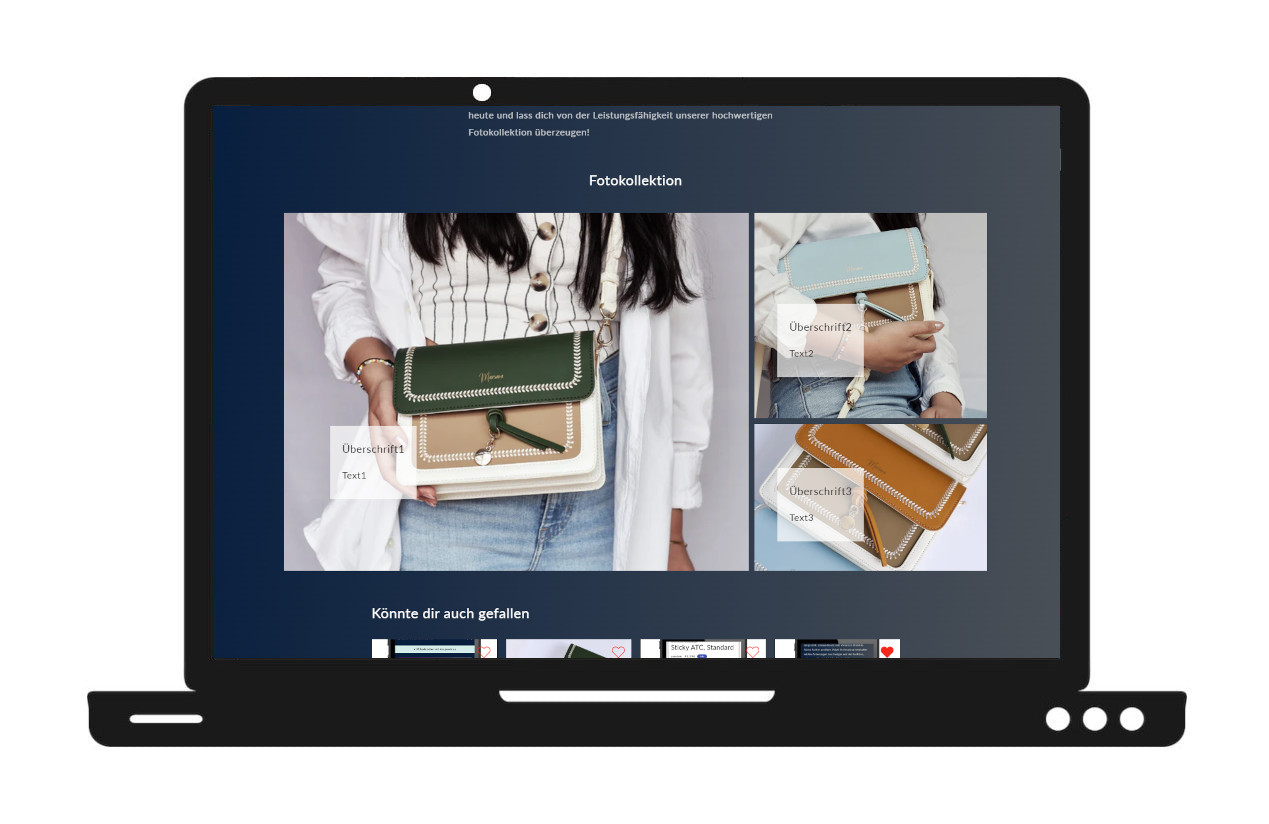 heute und lass dich von der Leistungsfähigkeit unserer hochwertigen
Fotokollektion überzeugen!
Fotokollektion
Überschrift1
Text1
Überschrift2
Text2
Überschrift3
Text3
Könnte dir auch gefallen
Sticky ATC, Standard